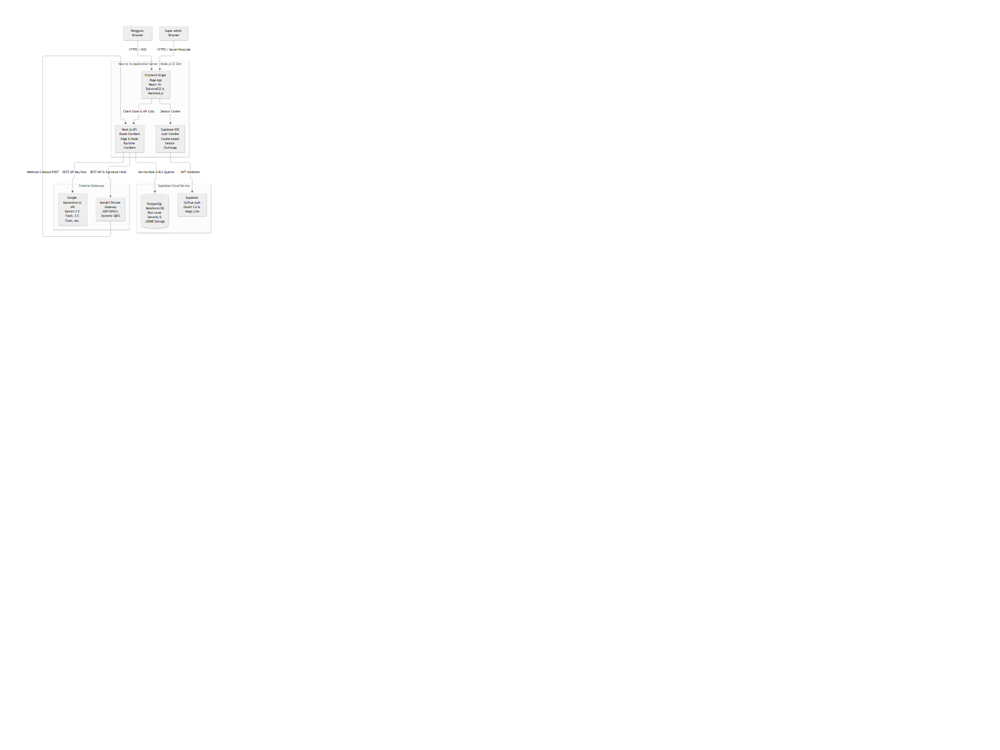 Pengguna
Browser
Super Admin
Browser
HTTPS / WSS
HTTPS / Secret Passcode
Next.js 16 Application Server - Node.js 22 Slim
Frontend Single
Page App
React 19,
TailwindCSS 4,
Mermaid.js
Client State & API Calls
Session Cookie
Next.js API
Route Handlers
Edge & Node
Runtime
Handlers
Supabase SSR
Auth Handler
Cookie-based
Session
Exchange
Webhook Callback POST
REST API Key Pool
REST API & Signature HMAC
Service Role & RLS Queries
JWT Validation
External Gateways
Supabase Cloud Service
Google
Generative AI
API
Gemini 2.5
Flash, 3.5
Flash, etc.
Mandiri Private
Gateway
ASPI EMVCo
Dynamic QRIS
PostgreSQL
Relational DB
Row Level
Security &
JSONB Storage
Supabase
GoTrue Auth
OAuth 2.0 &
Magic Link